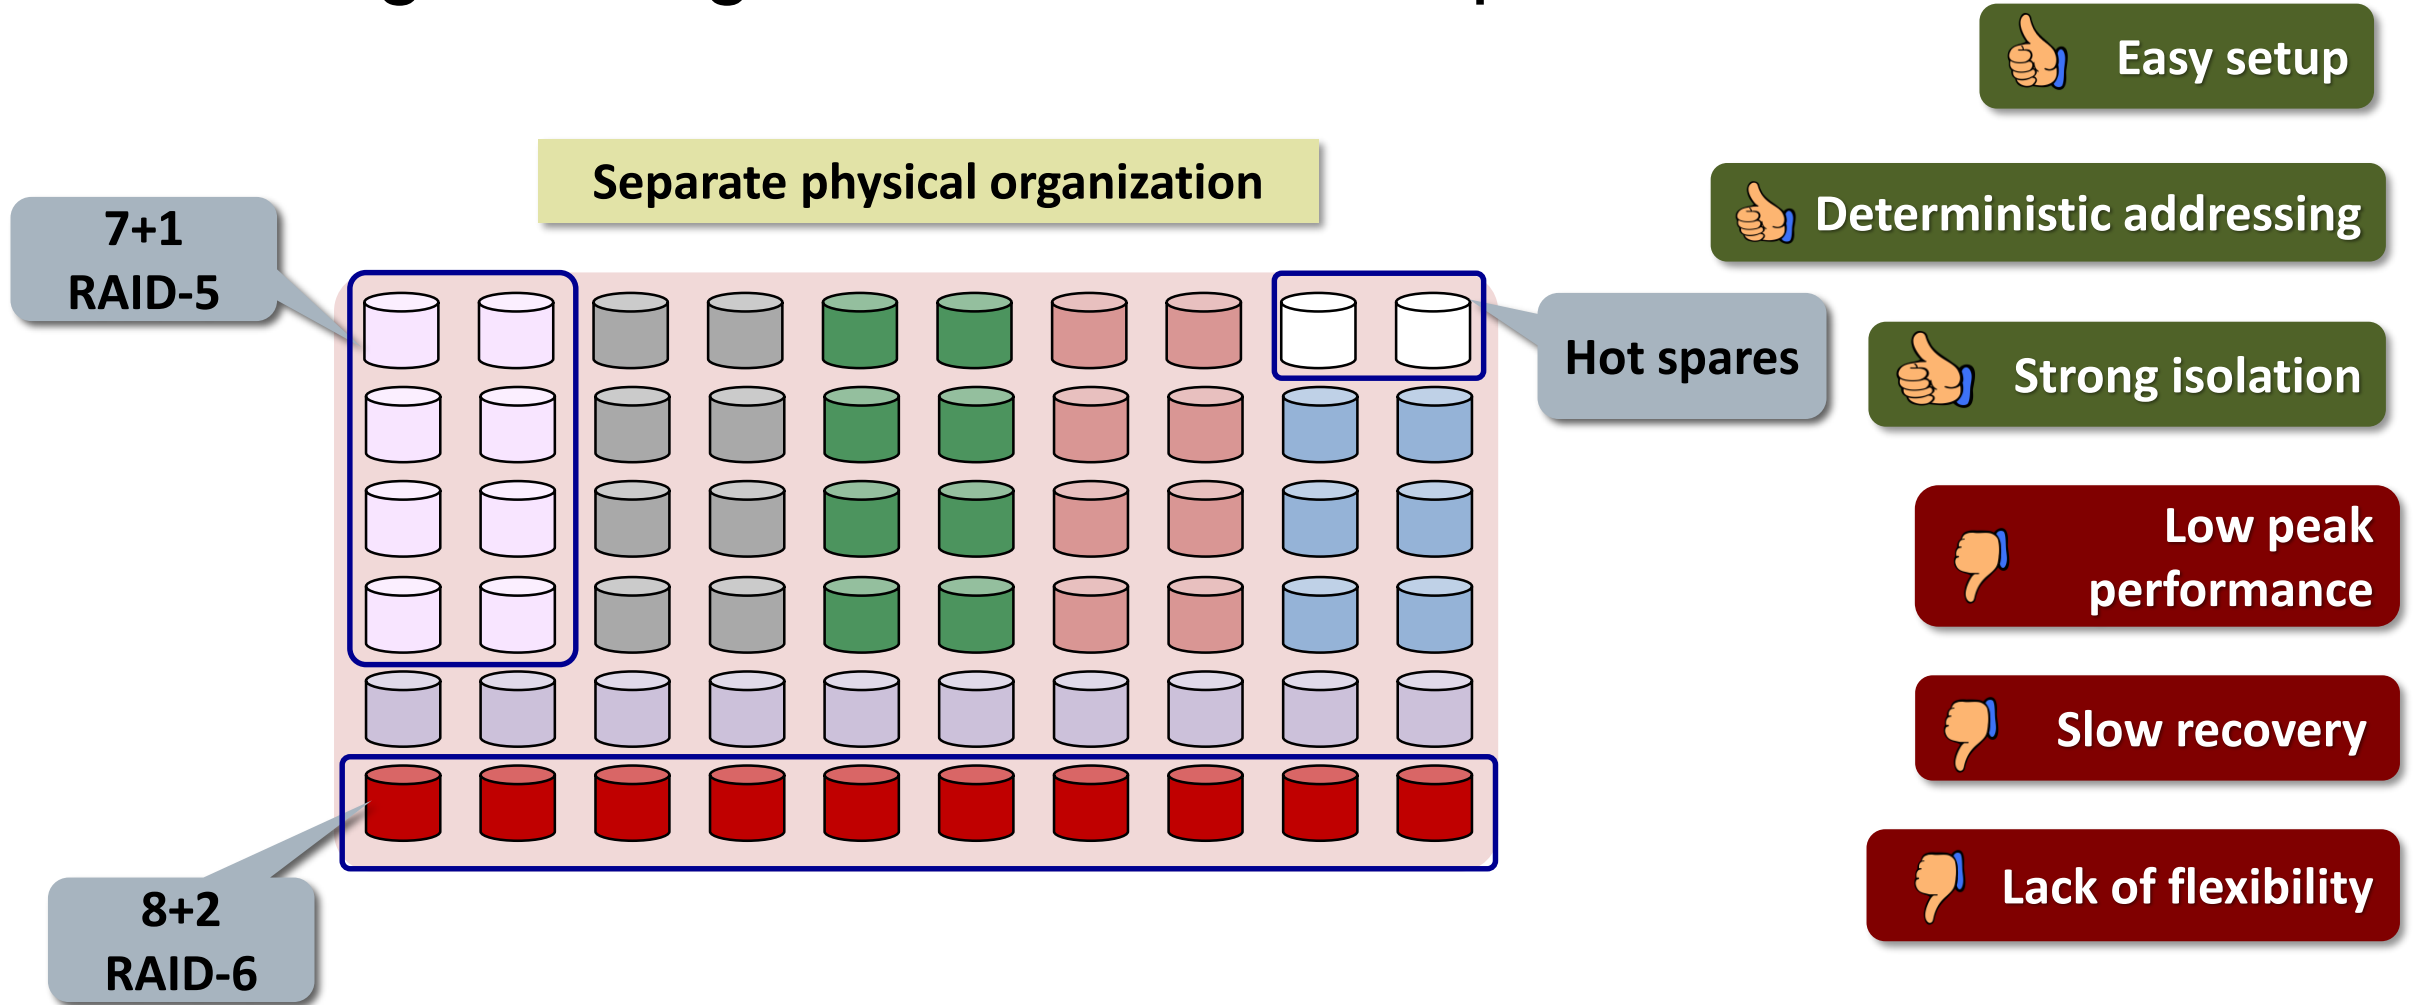 Easy setup
Separate physical organization
Deterministic addressing
7+1
RAID-5
Hot spares
Strong isolation
Low peak
performance
Slow recovery
Lack of flexibility
8+2
RAID-6